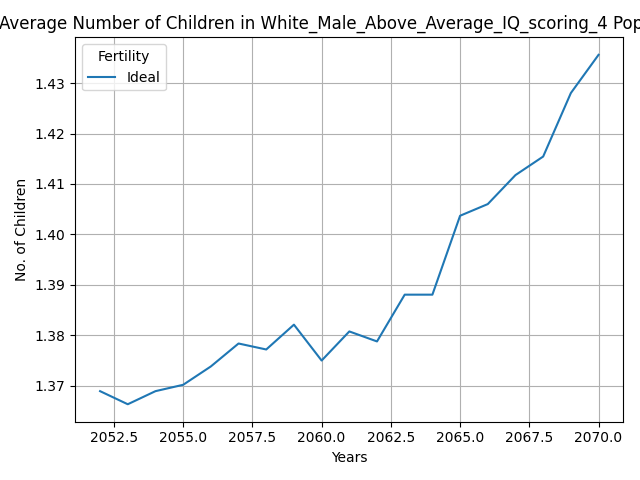 Average Number of Children in White_Male_Above_Average_IQ_scoring_4 Pop
Fertility
Ideal
No. of Children
1.43
1.42
1.41
1.40
1.39
1.38
1.37
2052.5 2055.0 2057.5 2060.0 2062.5 2065.0 2067.5 2070.0
Years